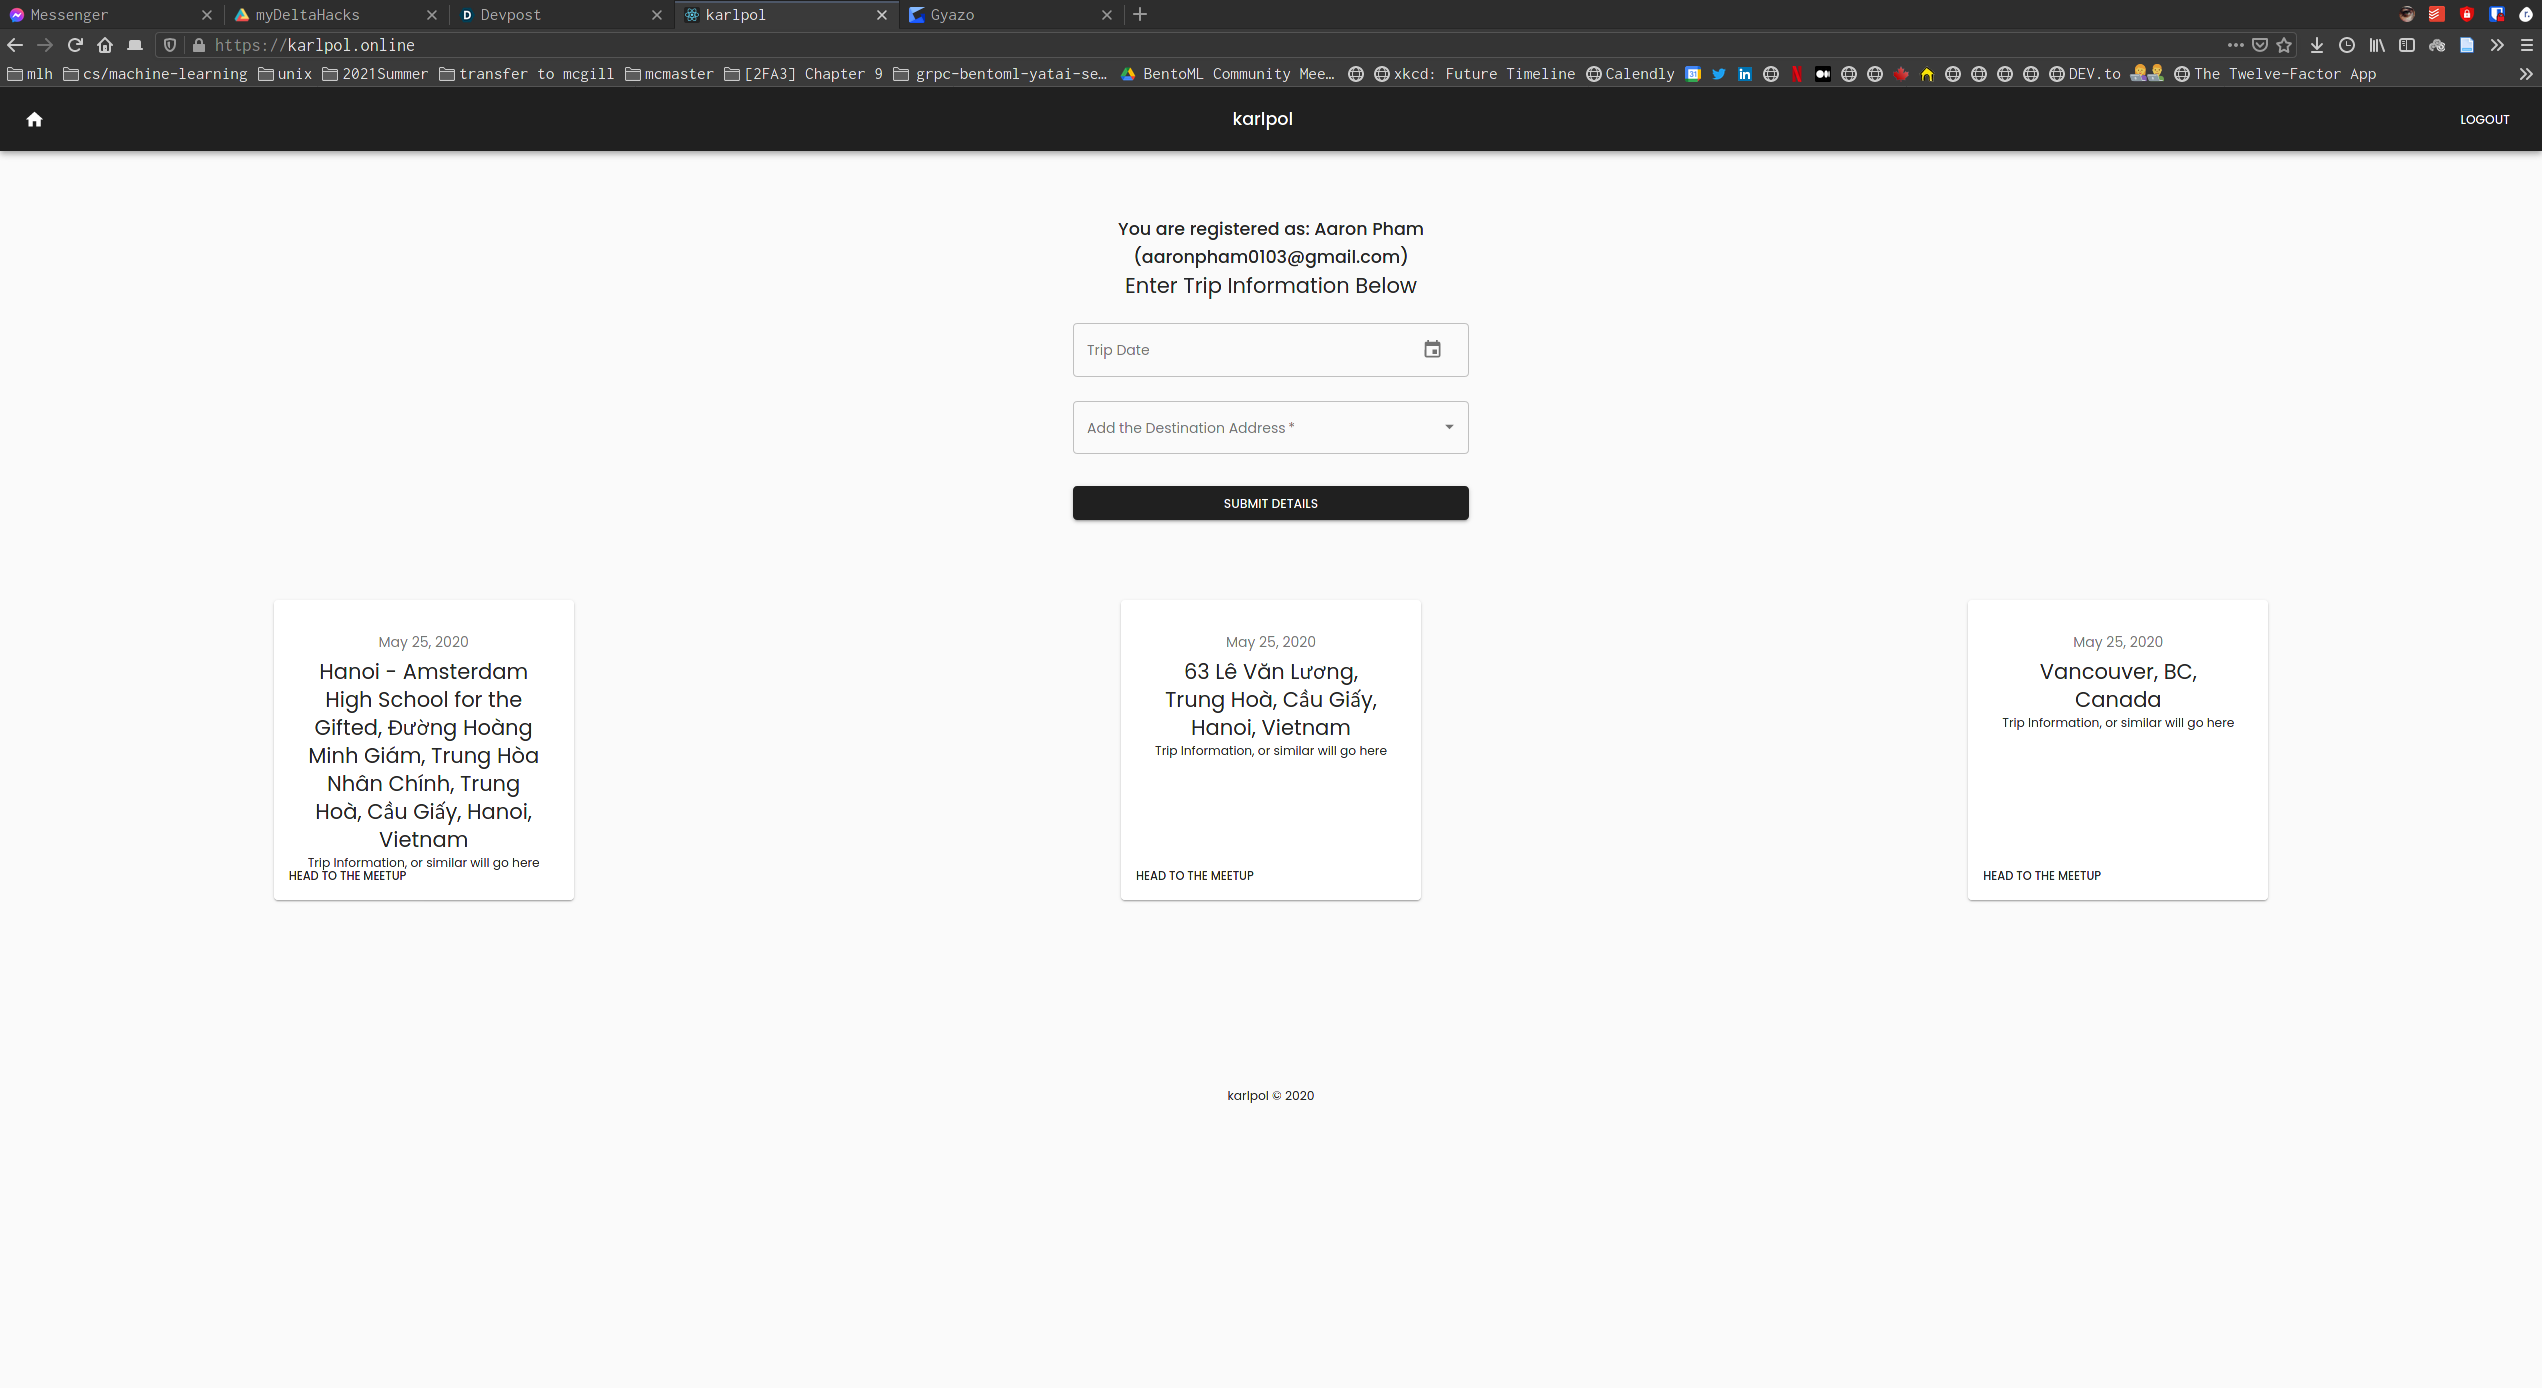 Messenger
myDeltaHacks
Devpost
karlpol
Gyazo
https://karlpol.online
mlh
cs/machine-learning
unix
2021Summer
transfer to mcgill
mcmaster
[2FA3] Chapter 9
grpc-bentoml-yatai-se…
BentoML Community Mee…
xkcd: Future Timeline
Calendly
DEV.to
The Twelve-Factor App
karlpol
LOGOUT
You are registered as: Aaron Pham
(aaronpham0103@gmail.com)
Enter Trip Information Below
Trip Date
Add the Destination Address *
SUBMIT DETAILS
May 25, 2020
Hanoi - Amsterdam
High School for the
Gifted, Đường Hoàng
Minh Giám, Trung Hòa
Nhân Chính, Trung
Hoà, Cầu Giấy, Hanoi,
Vietnam
Trip Information, or similar will go here
HEAD TO THE MEETUP
May 25, 2020
63 Lê Văn Lương,
Trung Hoà, Cầu Giấy,
Hanoi, Vietnam
Trip Information, or similar will go here
HEAD TO THE MEETUP
May 25, 2020
Vancouver, BC,
Canada
Trip Information, or similar will go here
HEAD TO THE MEETUP
karlpol © 2020